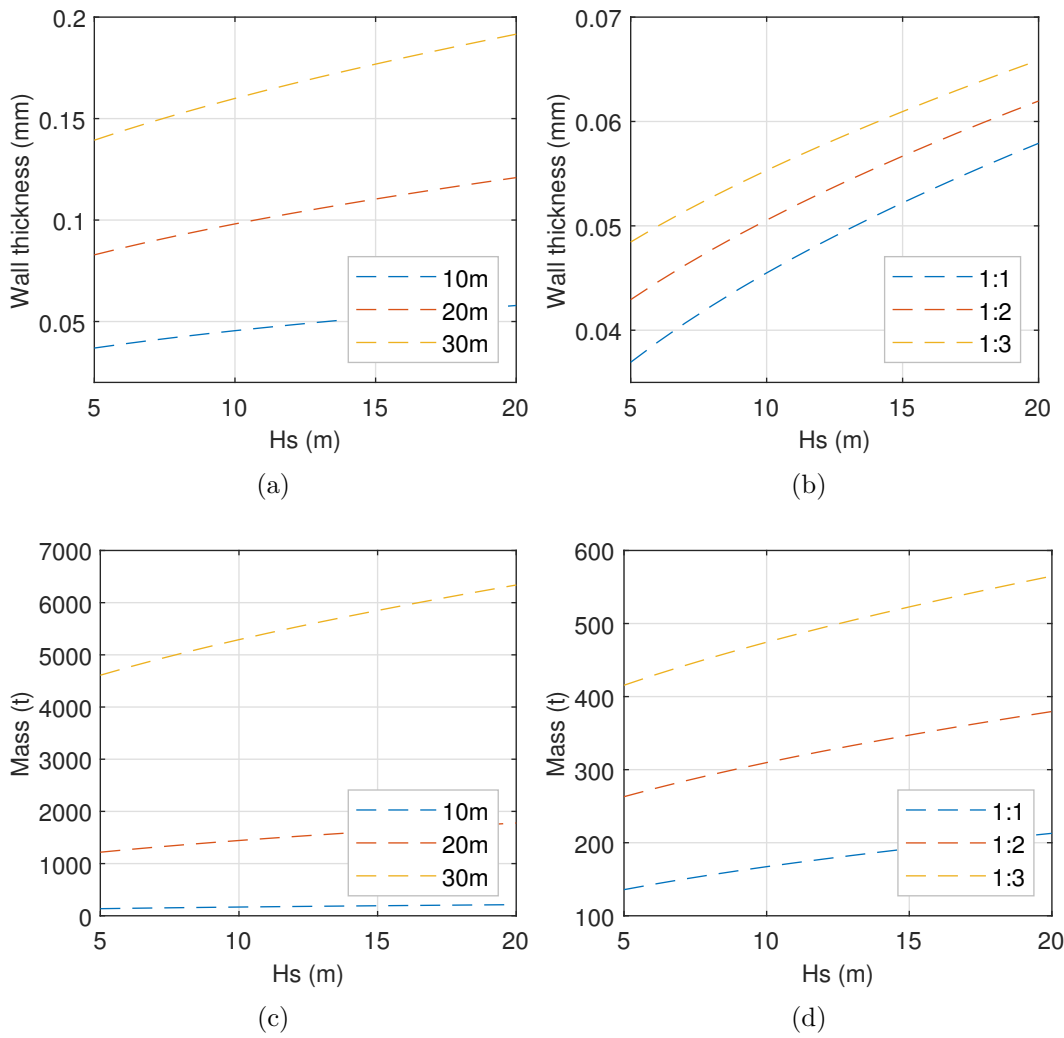 0.2
0.15
0.1
0.05
Wall thickness (mm)
5 10 15 20
Hs (m)
10m
20m
30m
(a)
0.07
0.06
0.05
0.04
Wall thickness (mm)
5 10 15 20
Hs (m)
1:1
1:2
1:3
(b)
7000
6000
5000
4000
3000
2000
1000
0
Mass (t)
5 10 15 20
Hs (m)
10m
20m
30m
(c)
600
500
400
300
200
100
Mass (t)
5 10 15 20
Hs (m)
1:1
1:2
1:3
(d)